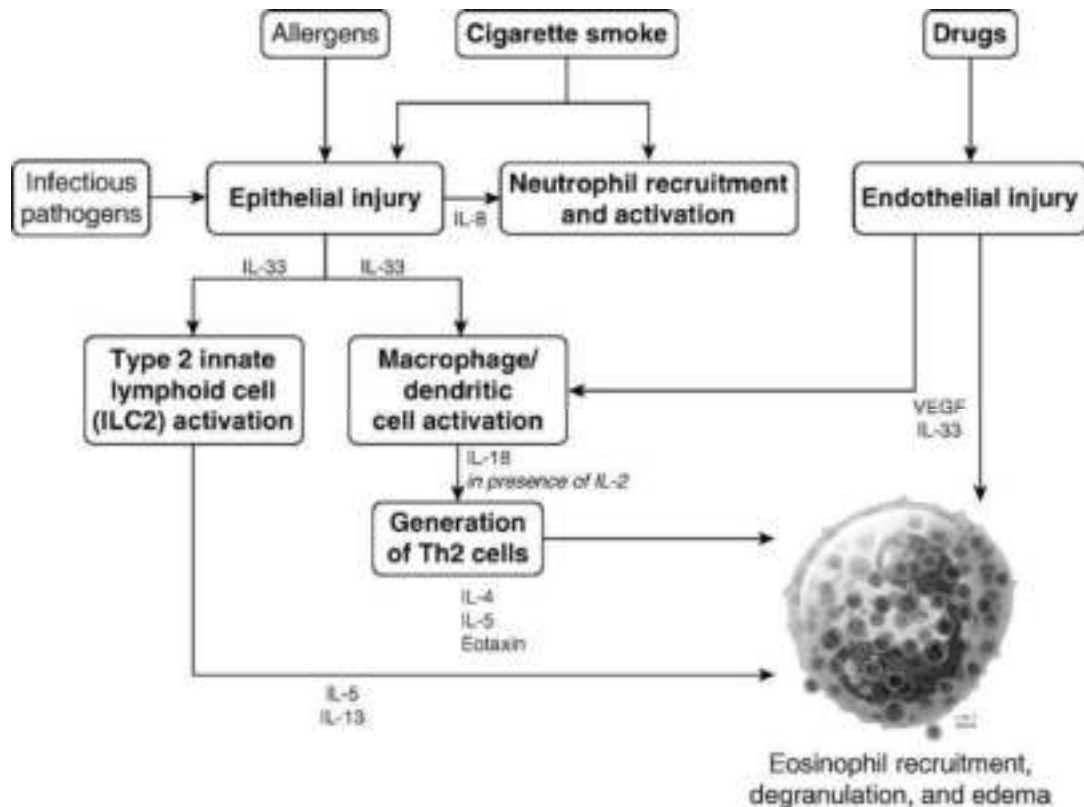 Allergens
Cigarette smoke
Drugs
Infectious
pathogens
Epithelial injury
IL-8
Neutrophil recruitment
and activation
Endothelial injury
IL-33
IL-33
Type 2 innate
lymphoid cell
(ILC2) activation
Macrophage/
dendritic
cell activation
VEGF
IL-33
IL-18
in presence of IL-2
Generation
of Th2 cells
IL-4
IL-5
Eotaxin
IL-5
IL-13
Eosinophil recruitment,
degranulation, and edema